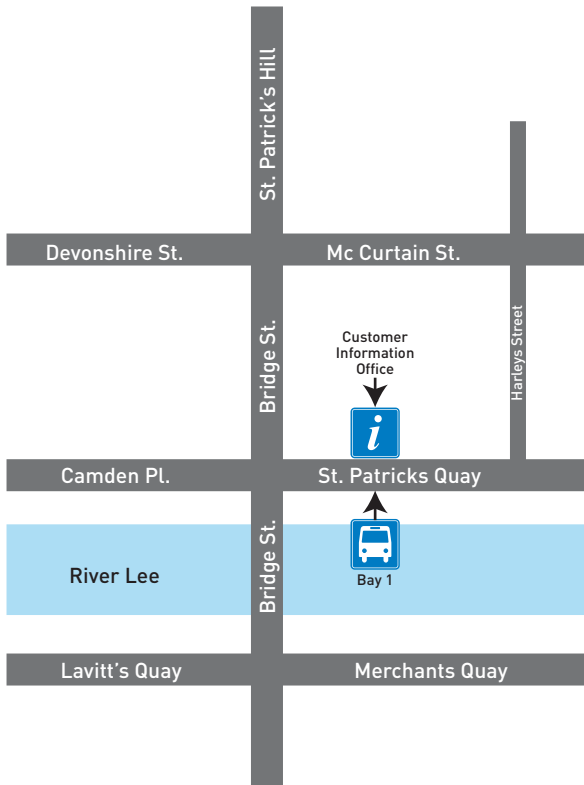 St. Patrick's Hill
Devonshire St.
Mc Curtain St.
Bridge St.
Customer
Information
Office
Harleys Street
i
Camden Pl.
St. Patricks Quay
Bridge St.
River Lee
Bay 1
Lavitt's Quay
Merchants Quay